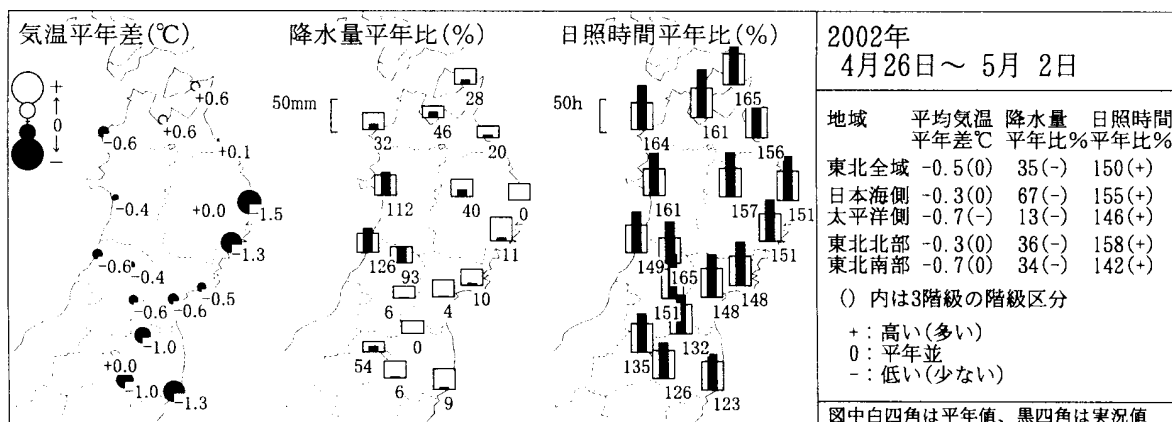 気温平年差(℃)
+
↑
0
↓
−
+0.6
+0.6
−0.6
+0.1
−0.4
+0.0
−1.5
−1.3
−0.6
−0.4
−0.5
−0.6
−0.6
−1.0
+0.0
−1.0
−1.3
降水量平年比(%)
50mm
28
46
32
20
112
40
0
11
126
93
10
6
4
0
54
6
9
日照時間平年比(%)
50h
165
161
164
156
161
157
151
151
149
165
148
151
148
132
135
126
123
2002年
4月26日～ 5月 2日
地域 平均気温 降水量 日照時間
平年差℃ 平年比% 平年比%
東北全域 −0.5(0) 35(-) 150(+)
日本海側 −0.3(0) 67(-) 155(+)
太平洋側 −0.7(-) 13(-) 146(+)
東北北部 −0.3(0) 36(-) 158(+)
東北南部 −0.7(0) 34(-) 142(+)
() 内は3階級の階級区分
+：高い(多い)
0：平年並
-：低い(少ない)
図中白四角は平年値、黒四角は実況値